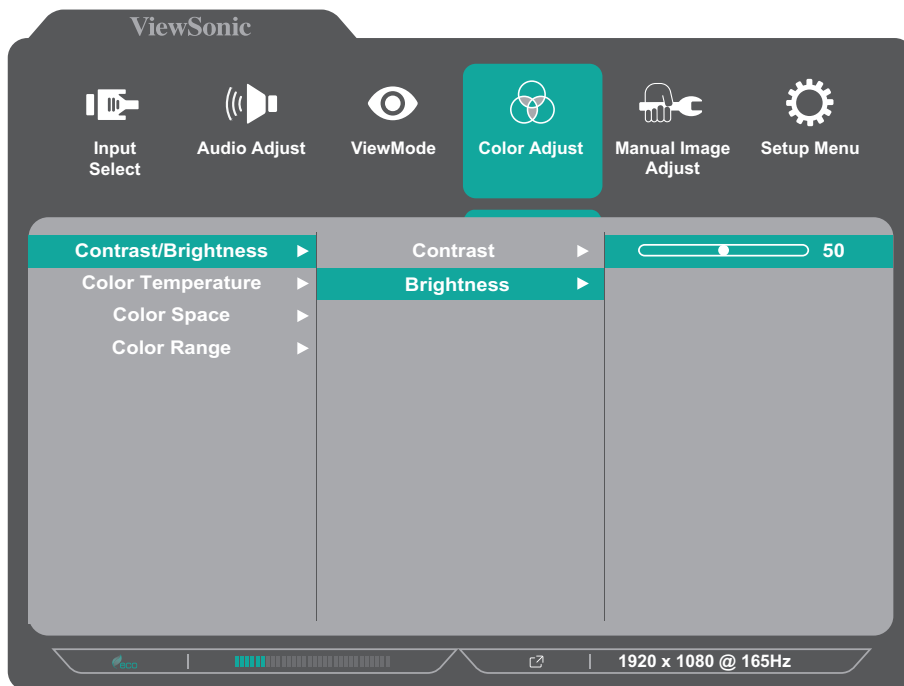 ViewSonic
Input Select
Audio Adjust
ViewMode
Color Adjust
Manual Image Adjust
Setup Menu
Contrast/Brightness
Contrast
50
Color Temperature
Brightness
Color Space
Color Range
eco
1920 x 1080 @ 165Hz